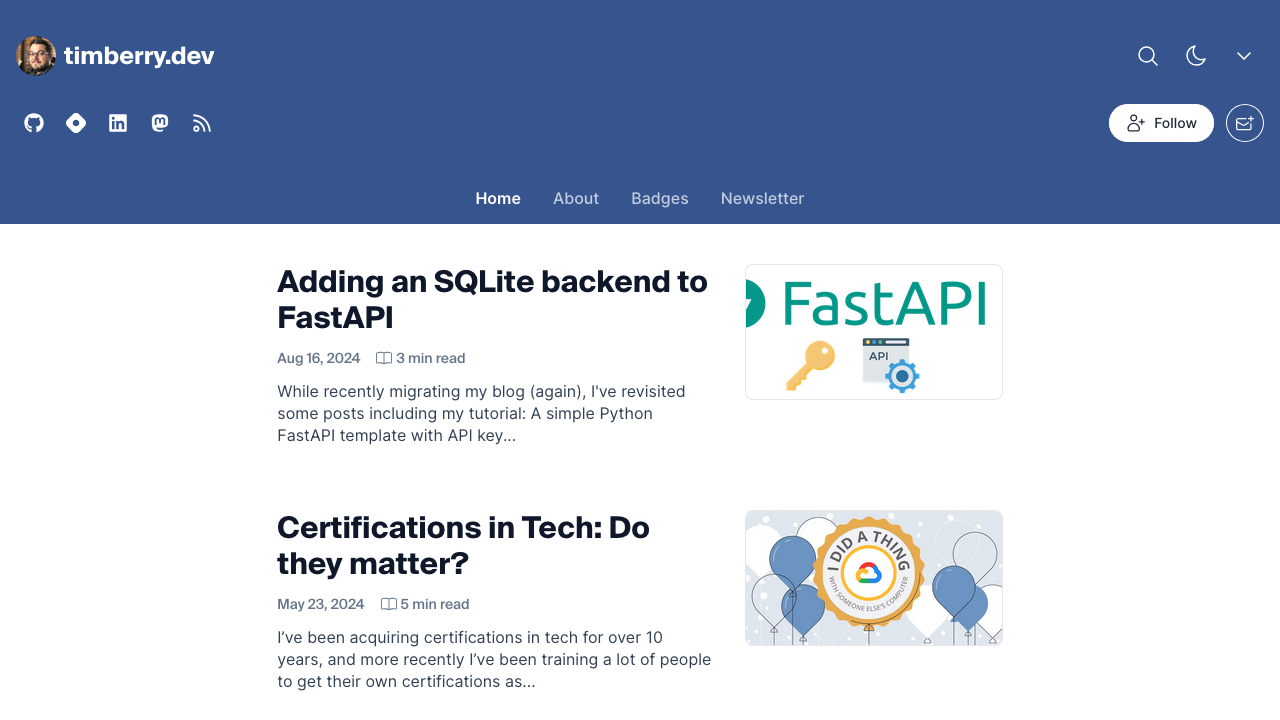 timberry.dev
Follow
Home
About
Badges
Newsletter
Adding an SQLite backend to
FastAPI
Aug 16, 2024
3 min read
While recently migrating my blog (again), I've revisited
some posts including my tutorial: A simple Python
FastAPI template with API key...
FastAPI
API
Certifications in Tech: Do
they matter?
May 23, 2024
5 min read
I’ve been acquiring certifications in tech for over 10
years, and more recently I’ve been training a lot of people
to get their own certifications as...
I DID A THING
WITH SOMEONE ELSE'S COMPUTER